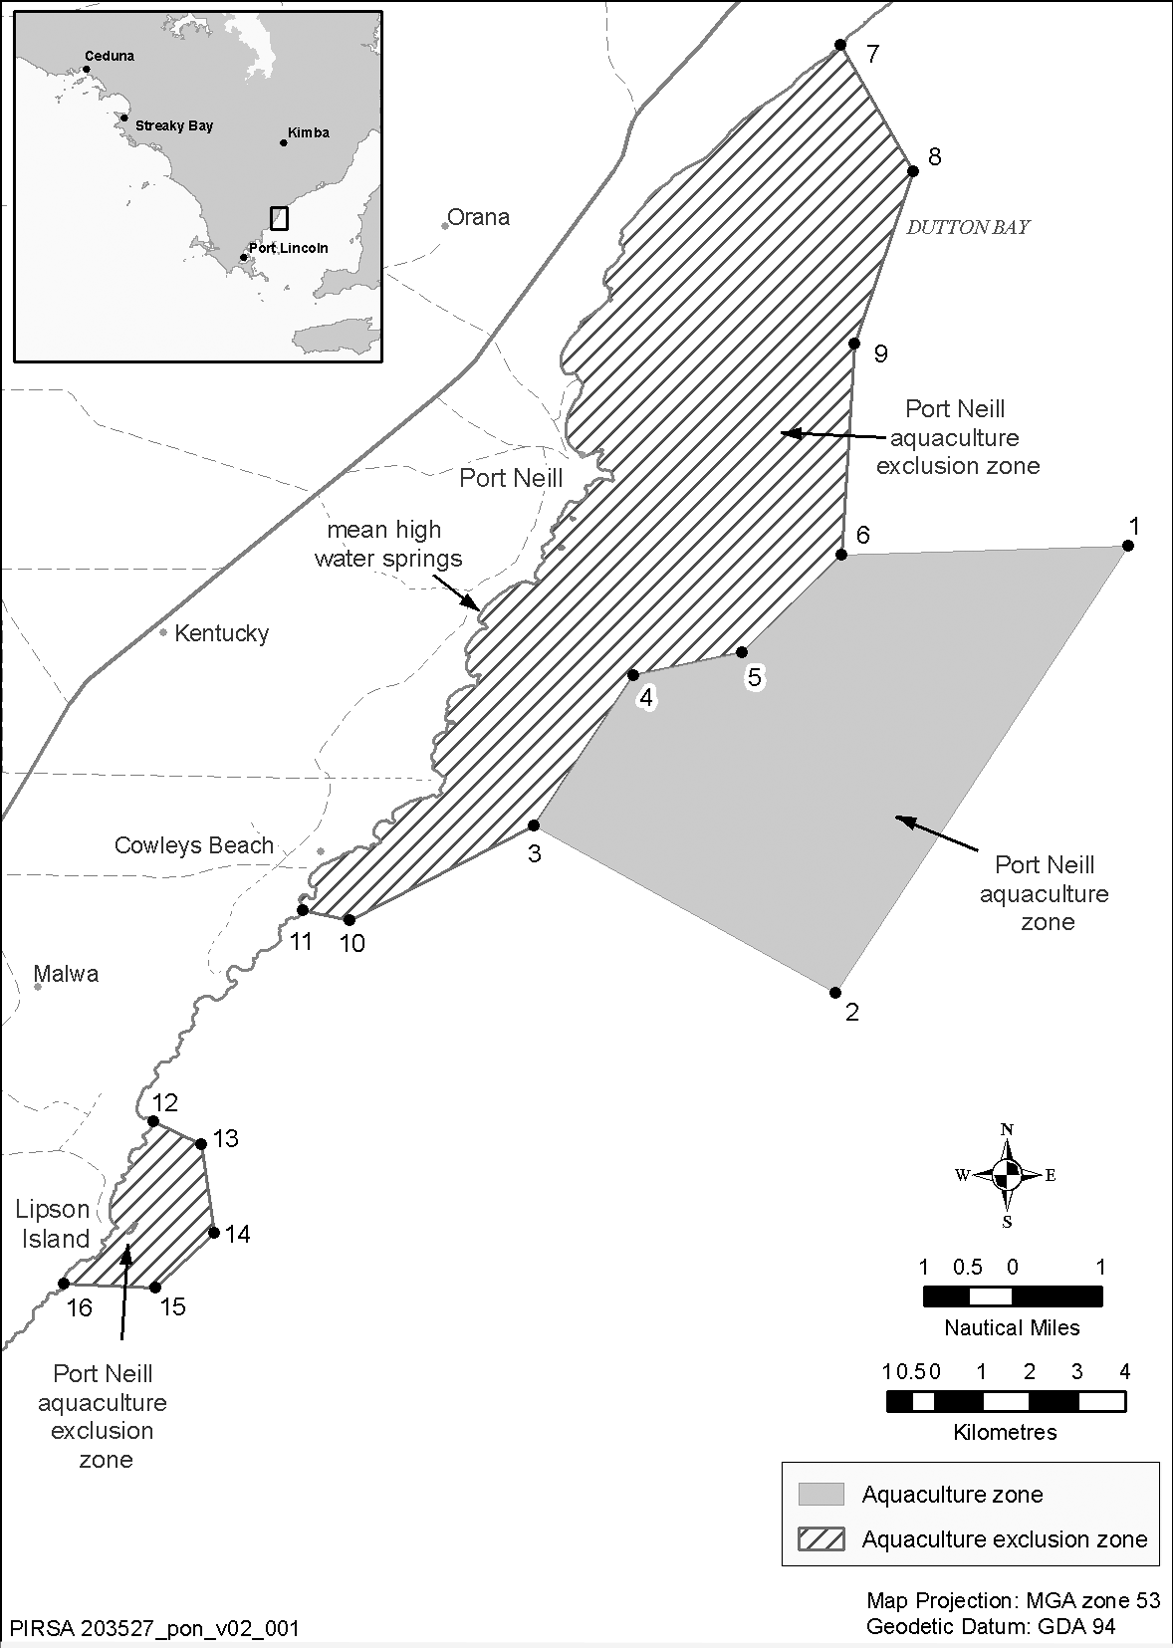 Ceduna
Streaky Bay
Kimba
Port Lincoln
7
8
Orana
DUTTON BAY
9
Port Neill
aquaculture
exclusion zone
Port Neill
mean high
water springs
6
1
Kentucky
5
4
Cowleys Beach
3
Port Neill
aquaculture
zone
11
10
Malwa
2
12
13
Lipson
Island
14
16
15
N
W
E
S
1 0.5 0 1
Nautical Miles
Port Neill
aquaculture
exclusion
zone
1 0.5 0 1 2 3 4
Kilometres
Aquaculture zone
Aquaculture exclusion zone
Map Projection: MGA zone 53
Geodetic Datum: GDA 94
PIRSA 203527_pon_v02_001